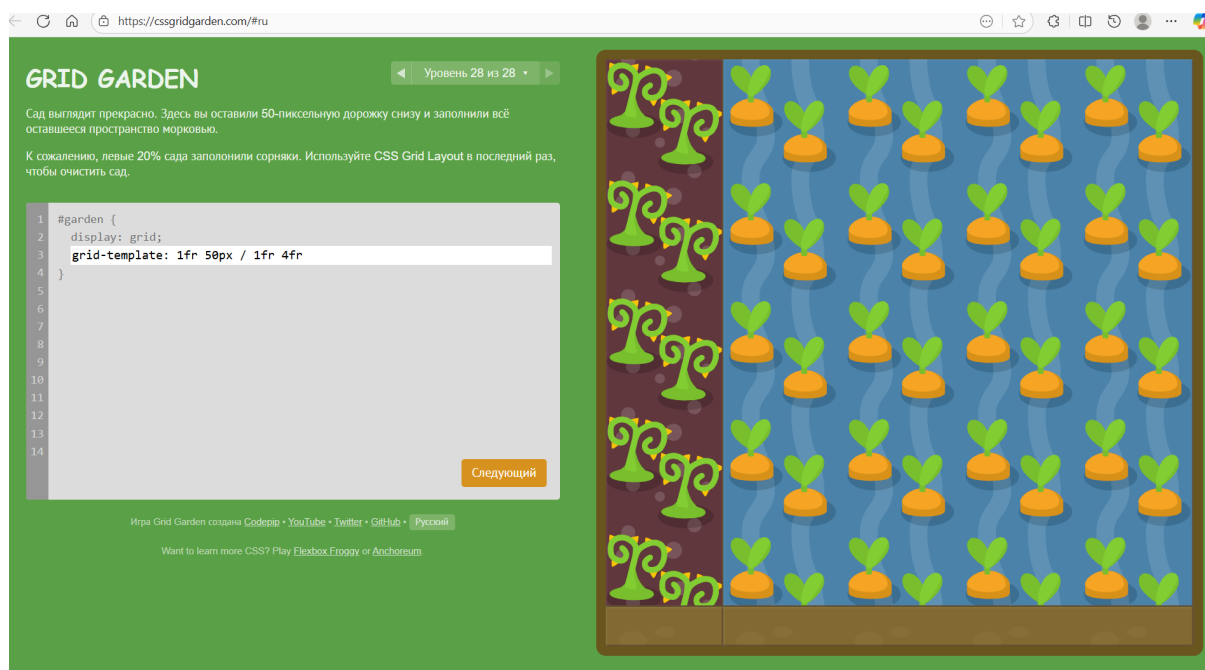 https://cssgridgarden.com/#ru
GRID GARDEN
Уровень 28 из 28
Сад выглядит прекрасно. Здесь вы оставили 50-пиксельную дорожку снизу и заполнили всё
оставшееся пространство морковью.
К сожалению, левые 20% сада заполонили сорняки. Используйте CSS Grid Layout в последний раз,
чтобы очистить сад.
1 #garden {
2 display: grid;
3 grid-template: 1fr 50px / 1fr 4fr
4 }
5
6
7
8
9
10
11
12
13
14
Следующий
Игра Grid Garden создана Codepip • YouTube • Twitter • GitHub • Русский
Want to learn more CSS? Play Flexbox Froggy or Anchoreum.